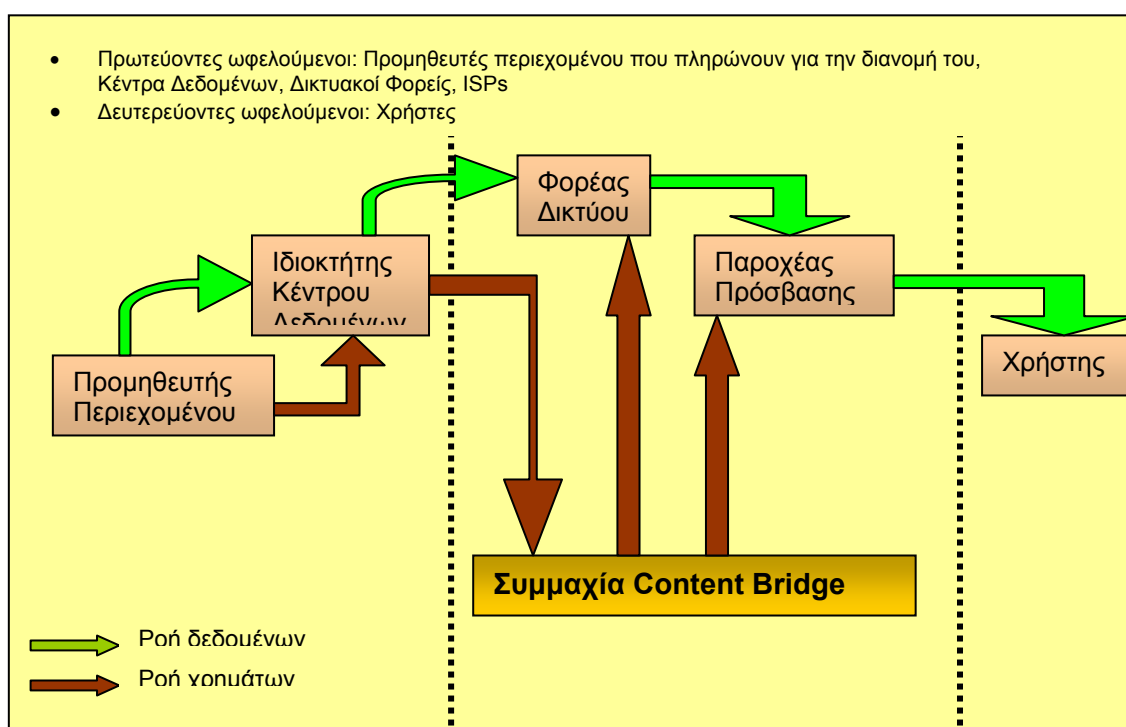 Πρωτεύοντες ωφελούμενοι: Προμηθευτές περιεχομένου που πληρώνουν για την διανομή του,
Κέντρα Δεδομένων, Δικτυακοί Φορείς, ISPs
Δευτερεύοντες ωφελούμενοι: Χρήστες
Φορέας
Δικτύου
Ιδιοκτήτης
Κέντρου
Δεδομένων
Παροχέας
Πρόσβασης
Προμηθευτής
Περιεχομένου
Χρήστης
Συμμαχία Content Bridge
Ροή δεδομένων
Ροή χρημάτων